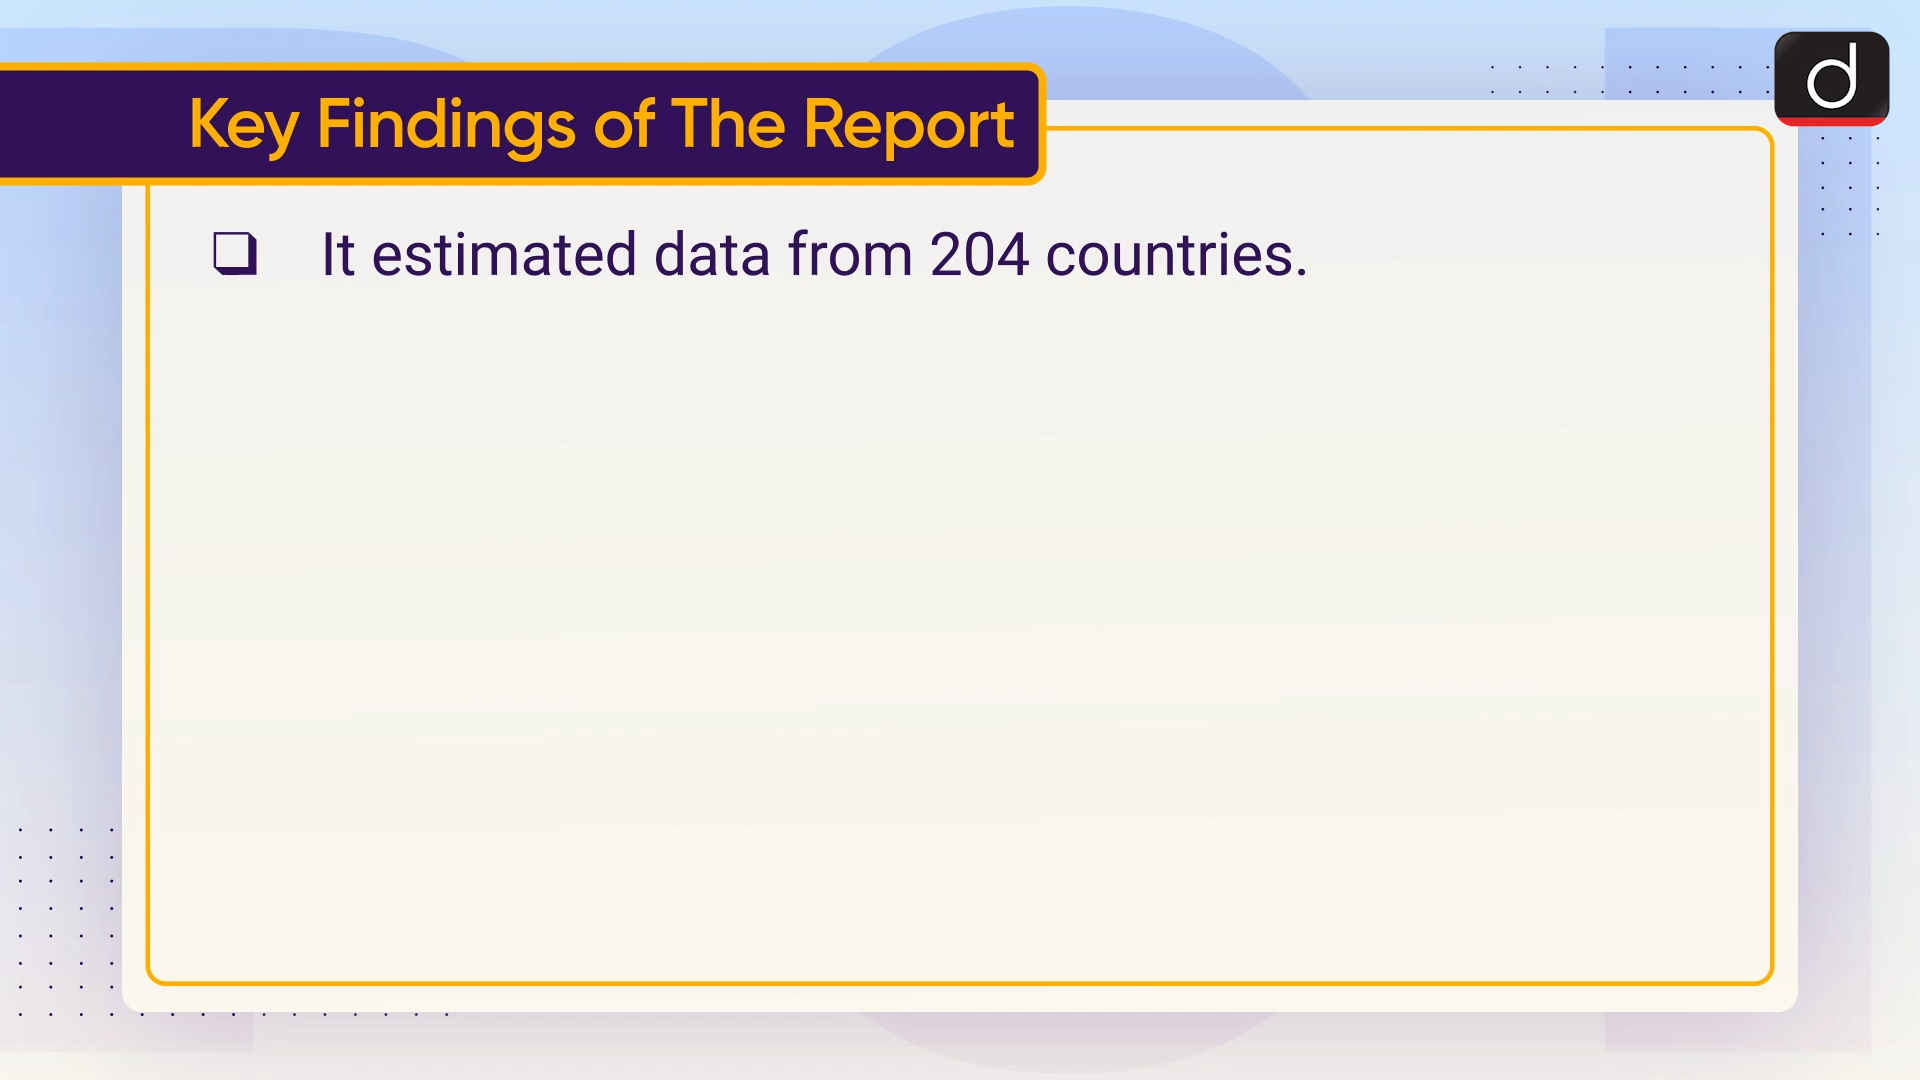 Key Findings of The Report
d
❑ It estimated data from 204 countries.